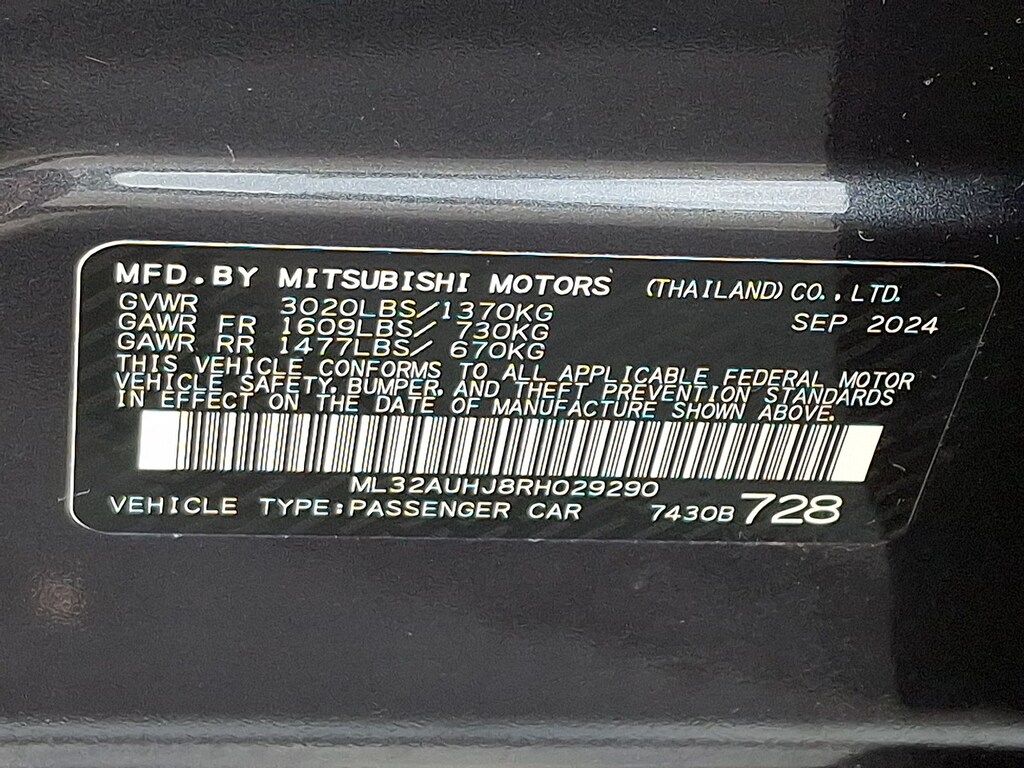 MFD.BY MITSUBISHI MOTORS (THAILAND) CO.,LTD.
GVWR 3020LBS/1370KG SEP 2024
GAWR FR 1609LBS/ 730KG
GAWR RR 1477LBS/ 670KG
THIS VEHICLE CONFORMS TO ALL APPLICABLE FEDERAL MOTOR
VEHICLE SAFETY, BUMPER, AND THEFT PREVENTION STANDARDS
IN EFFECT ON THE DATE OF MANUFACTURE SHOWN ABOVE.
ML32AUHJ8RH029290
VEHICLE TYPE:PASSENGER CAR 7430B728